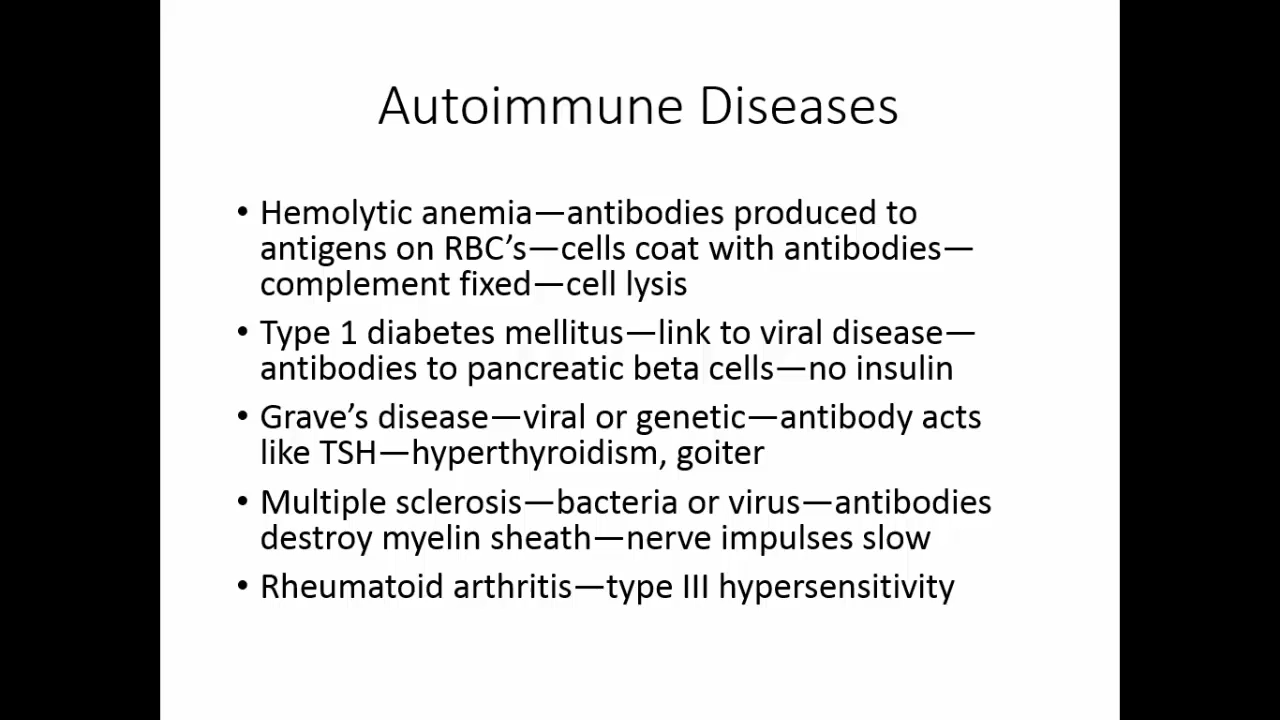 Autoimmune Diseases
• Hemolytic anemia—antibodies produced to
antigens on RBC’s—cells coat with antibodies—
complement fixed—cell lysis
• Type 1 diabetes mellitus—link to viral disease—
antibodies to pancreatic beta cells—no insulin
• Grave’s disease—viral or genetic—antibody acts
like TSH—hyperthyroidism, goiter
• Multiple sclerosis—bacteria or virus—antibodies
destroy myelin sheath—nerve impulses slow
• Rheumatoid arthritis—type III hypersensitivity